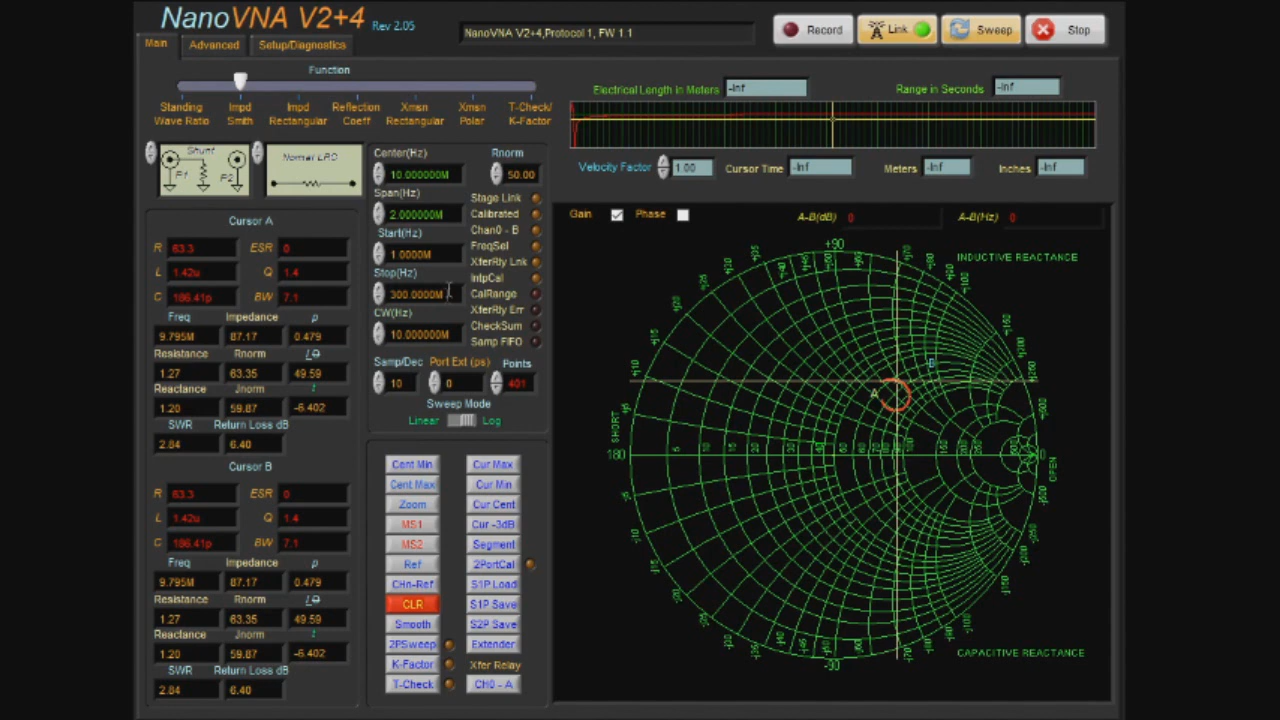 NanoVNA V2+4 Rev 2.05
NanoVNA V2+4,Protocol 1, FW 1.1
Record
Link
Sweep
Stop
Main
Advanced
Setup/Diagnostics
Function
Standing Wave Ratio
Impd Smith
Impd Rectangular
Reflection Coeff
Xmsn Rectangular
Xmsn Polar
T-Check/ K-Factor
Electrical Length in Meters -Inf
Range in Seconds -Inf
Velocity Factor 1.00
Cursor Time -Inf
Meters -Inf
Inches -Inf
Shunt
P1 P2
Normal LRC
Center(Hz)
10.000000M
Span(Hz)
2.000000M
Start(Hz)
1.0000M
Stop(Hz)
300.0000M
CW(Hz)
10.000000M
Rnorm
50.00
Stage Link
Calibrated
Chan0 - B
FreqSel
XferRly Lnk
IntpCal
CalRange
XferRly Err
CheckSum
Samp FIFO
Samp/Dec Port Ext (ps) Points
10 0 401
Sweep Mode
Linear Log
Cursor A
R 63.3 ESR 0
L 1.42u Q 1.4
C 186.41p BW 7.1
Freq Impedance ρ
9.795M 87.17 0.479
Resistance Rnorm
1.27 63.35 49.59
Reactance Jnorm
1.20 59.87 -6.402
SWR Return Loss dB
2.84 6.40
Cursor B
R 63.3 ESR 0
L 1.42u Q 1.4
C 186.41p BW 7.1
Freq Impedance ρ
9.795M 87.17 0.479
Resistance Rnorm
1.27 63.35 49.59
Reactance Jnorm
1.20 59.87 -6.402
SWR Return Loss dB
2.84 6.40
Cent Min Cur Max
Cent Max Cur Min
Zoom Cur Cent
MS1 Cur -3dB
MS2 Segment
Ref 2PortCal
CHn-Ref S1P Load
CLR S1P Save
Smooth S2P Save
2PSweep Extender
K-Factor Xfer Relay
T-Check CH0 - A
Gain Phase A-B(dB) 0 A-B(Hz) 0
+90
INDUCTIVE REACTANCE
A
B
SHORT
180
0
OPEN
-90
CAPACITIVE REACTANCE